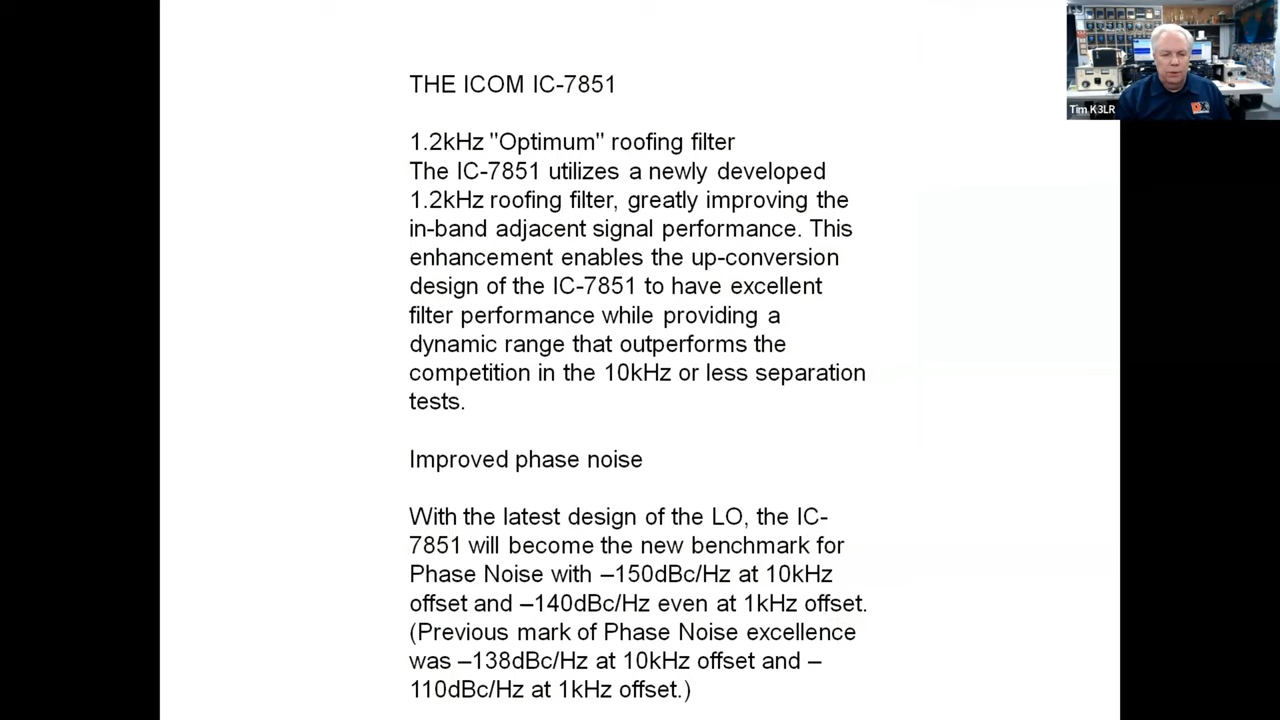 THE ICOM IC-7851
1.2kHz "Optimum" roofing filter
The IC-7851 utilizes a newly developed
1.2kHz roofing filter, greatly improving the
in-band adjacent signal performance. This
enhancement enables the up-conversion
design of the IC-7851 to have excellent
filter performance while providing a
dynamic range that outperforms the
competition in the 10kHz or less separation
tests.
Improved phase noise
With the latest design of the LO, the IC-
7851 will become the new benchmark for
Phase Noise with –150dBc/Hz at 10kHz
offset and –140dBc/Hz even at 1kHz offset.
(Previous mark of Phase Noise excellence
was –138dBc/Hz at 10kHz offset and –
110dBc/Hz at 1kHz offset.)
Tim K3LR